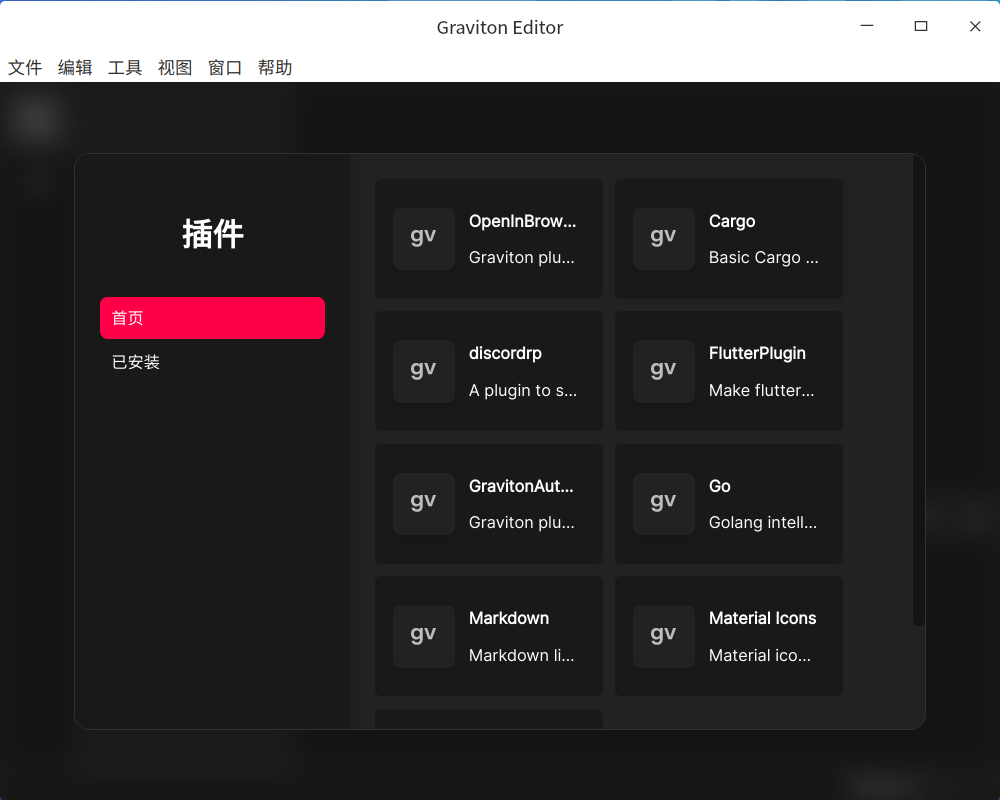 Graviton Editor
文件 编辑 工具 视图 窗口 帮助
插件
首页
已安装
gv
OpenInBrow...
Graviton plu...
gv
Cargo
Basic Cargo ...
gv
discordrp
A plugin to s...
gv
FlutterPlugin
Make flutter...
gv
GravitonAut...
Graviton plu...
gv
Go
Golang intell...
gv
Markdown
Markdown li...
gv
Material Icons
Material ico...